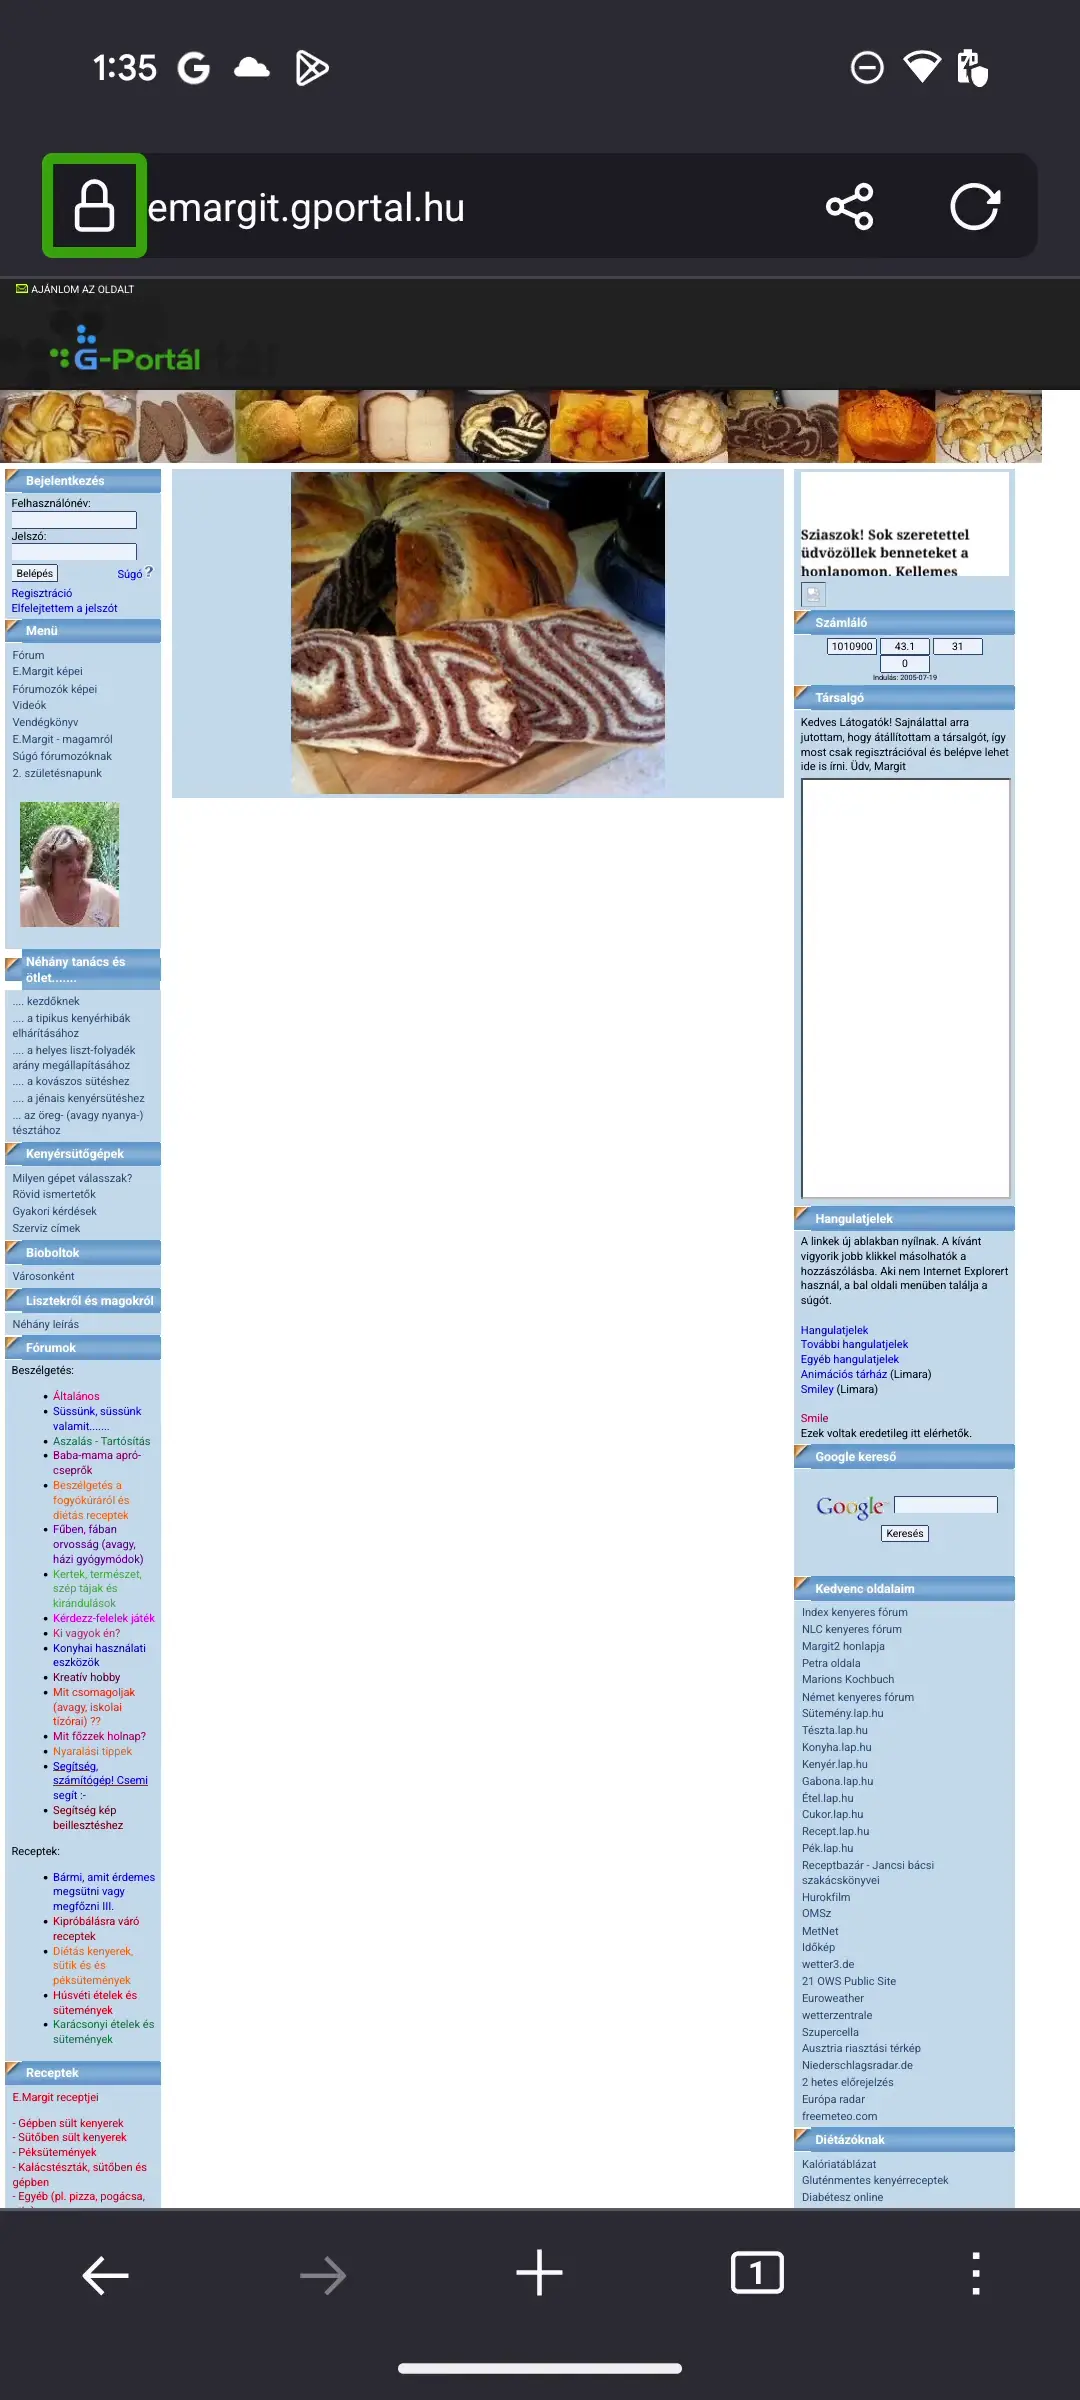 1:35
emargit.gportal.hu
AJÁNLOM AZ OLDALT
G-Portál
Bejelentkezés
Felhasználónév:
Jelszó:
Belépés
Súgó ?
Regisztráció
Elfelejtettem a jelszót
Menü
Fórum
E.Margit képei
Fórumozók képei
Videók
Vendégkönyv
E.Margit - magamról
Súgó fórumozóknak
2. születésnapunk
Néhány tanács és
ötlet.......
.... kezdőknek
.... a tipikus kenyérhibák
elhárításához
.... a helyes liszt-folyadék
arány megállapításához
.... a kovászos sütéshez
.... a jénais kenyérsütéshez
... az öreg- (avagy nyanya-)
tésztához
Kenyérsütőgépek
Milyen gépet válasszak?
Rövid ismertetők
Gyakori kérdések
Szerviz címek
Bioboltok
Városonként
Lisztekről és magokról
Néhány leírás
Fórumok
Beszélgetés:
• Általános
• Süssünk, süssünk
valamit.......
• Aszalás - Tartósítás
• Baba-mama apró-
cseprők
• Beszélgetés a
fogyókúráról és
diétás receptek
• Fűben, fában
orvosság (avagy,
házi gyógymódok)
• Kertek, természet,
szép tájak és
kirándulások
• Kérdezz-felelek játék
• Ki vagyok én?
• Konyhai használati
eszközök
• Kreatív hobby
• Mit csomagoljak
(avagy, iskolai
tízórai) ??
• Mit főzzek holnap?
• Nyaralási tippek
• Segítség,
számítógép! Csemi
segít :-
• Segítség kép
beillesztéshez
Receptek:
• Bármi, amit érdemes
megsütni vagy
megfőzni III.
• Kipróbálásra váró
receptek
• Diétás kenyerek,
sütik és és
péksütemények
• Húsvéti ételek és
sütemények
• Karácsonyi ételek és
sütemények
Receptek
E.Margit receptjei
- Gépben sült kenyerek
- Sütőben sült kenyerek
- Péksütemények
- Kalácstészták, sütőben és
gépben
- Egyéb (pl. pizza, pogácsa,
Sziaszok! Sok szeretettel
üdvözöllek benneteket a
honlapomon. Kellemes
Számláló
1010900 43.1 31
0
Indulás: 2005-07-19
Társalgó
Kedves Látogatók! Sajnálattal arra
jutottam, hogy átállítottam a társalgót, így
most csak regisztrációval és belépve lehet
ide is írni. Üdv, Margit
Hangulatjelek
A linkek új ablakban nyílnak. A kívánt
vigyorik jobb klikkel másolhatók a
hozzászólásba. Aki nem Internet Explorert
használ, a bal oldali menüben találja a
súgót.
Hangulatjelek
További hangulatjelek
Egyéb hangulatjelek
Animációs tárház (Limara)
Smiley (Limara)
Smile
Ezek voltak eredetileg itt elérhetők.
Google kereső
Google
Keresés
Kedvenc oldalaim
Index kenyeres fórum
NLC kenyeres fórum
Margit2 honlapja
Petra oldala
Marions Kochbuch
Német kenyeres fórum
Sütemény.lap.hu
Tészta.lap.hu
Konyha.lap.hu
Kenyér.lap.hu
Gabona.lap.hu
Étel.lap.hu
Cukor.lap.hu
Recept.lap.hu
Pék.lap.hu
Receptbazár - Jancsi bácsi
szakácskönyvei
Hurokfilm
OMSz
MetNet
Időkép
wetter3.de
21 OWS Public Site
Euroweather
wetterzentrale
Szupercella
Ausztria riasztási térkép
Niederschlagsradar.de
2 hetes előrejelzés
Európa radar
freemeteo.com
Diétázóknak
Kalóriatáblázat
Gluténmentes kenyérreceptek
Diabétesz online
1